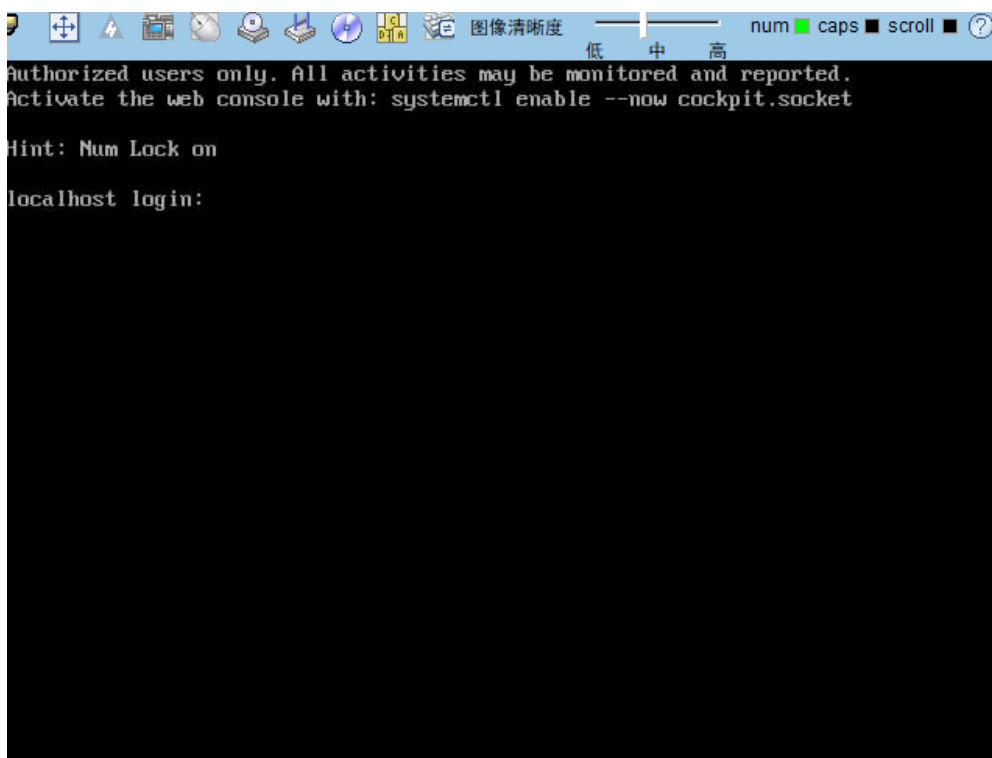 图像清晰度
低 中 高
num caps scroll ?
Authorized users only. All activities may be monitored and reported.
Activate the web console with: systemctl enable --now cockpit.socket
Hint: Num Lock on
localhost login: